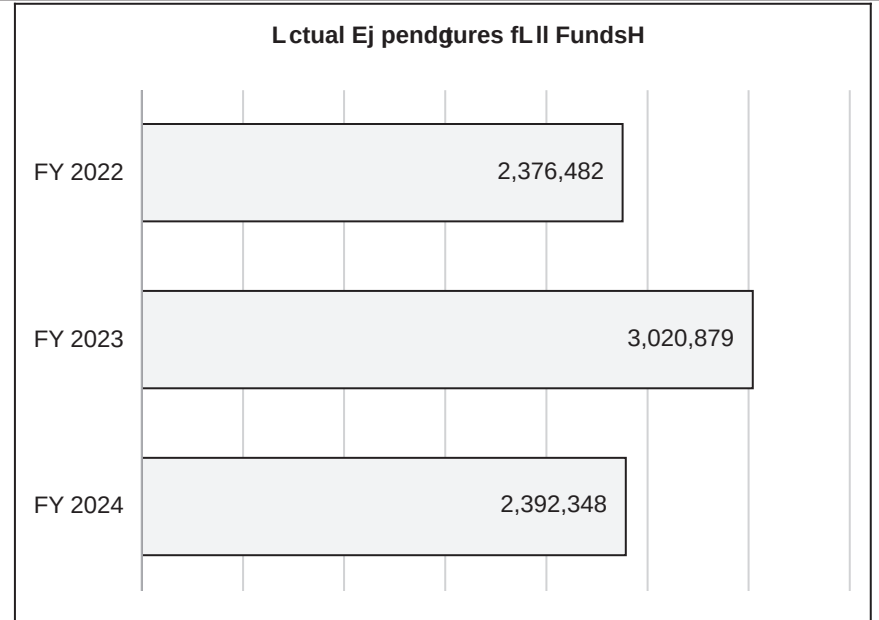 Lctual Ej pendgtures fLll FundsH
FY 2022
2,376,482
FY 2023
3,020,879
FY 2024
2,392,348